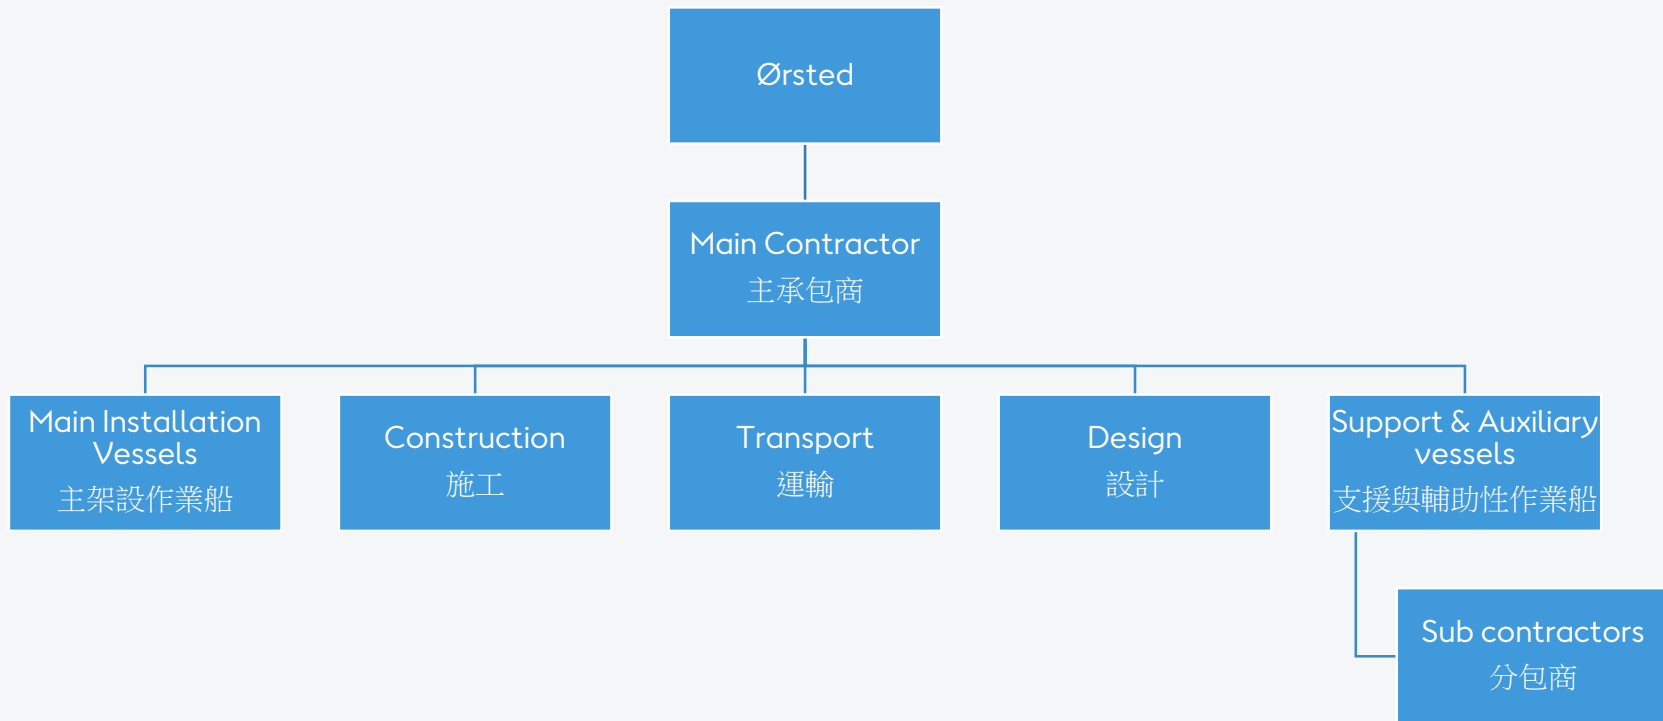 Ørsted
Main Contractor
主承包商
Main Installation
Vessels
主架設作業船
Construction
施工
Transport
運輸
Design
設計
Support & Auxiliary
vessels
支援與輔助性作業船
Sub contractors
分包商